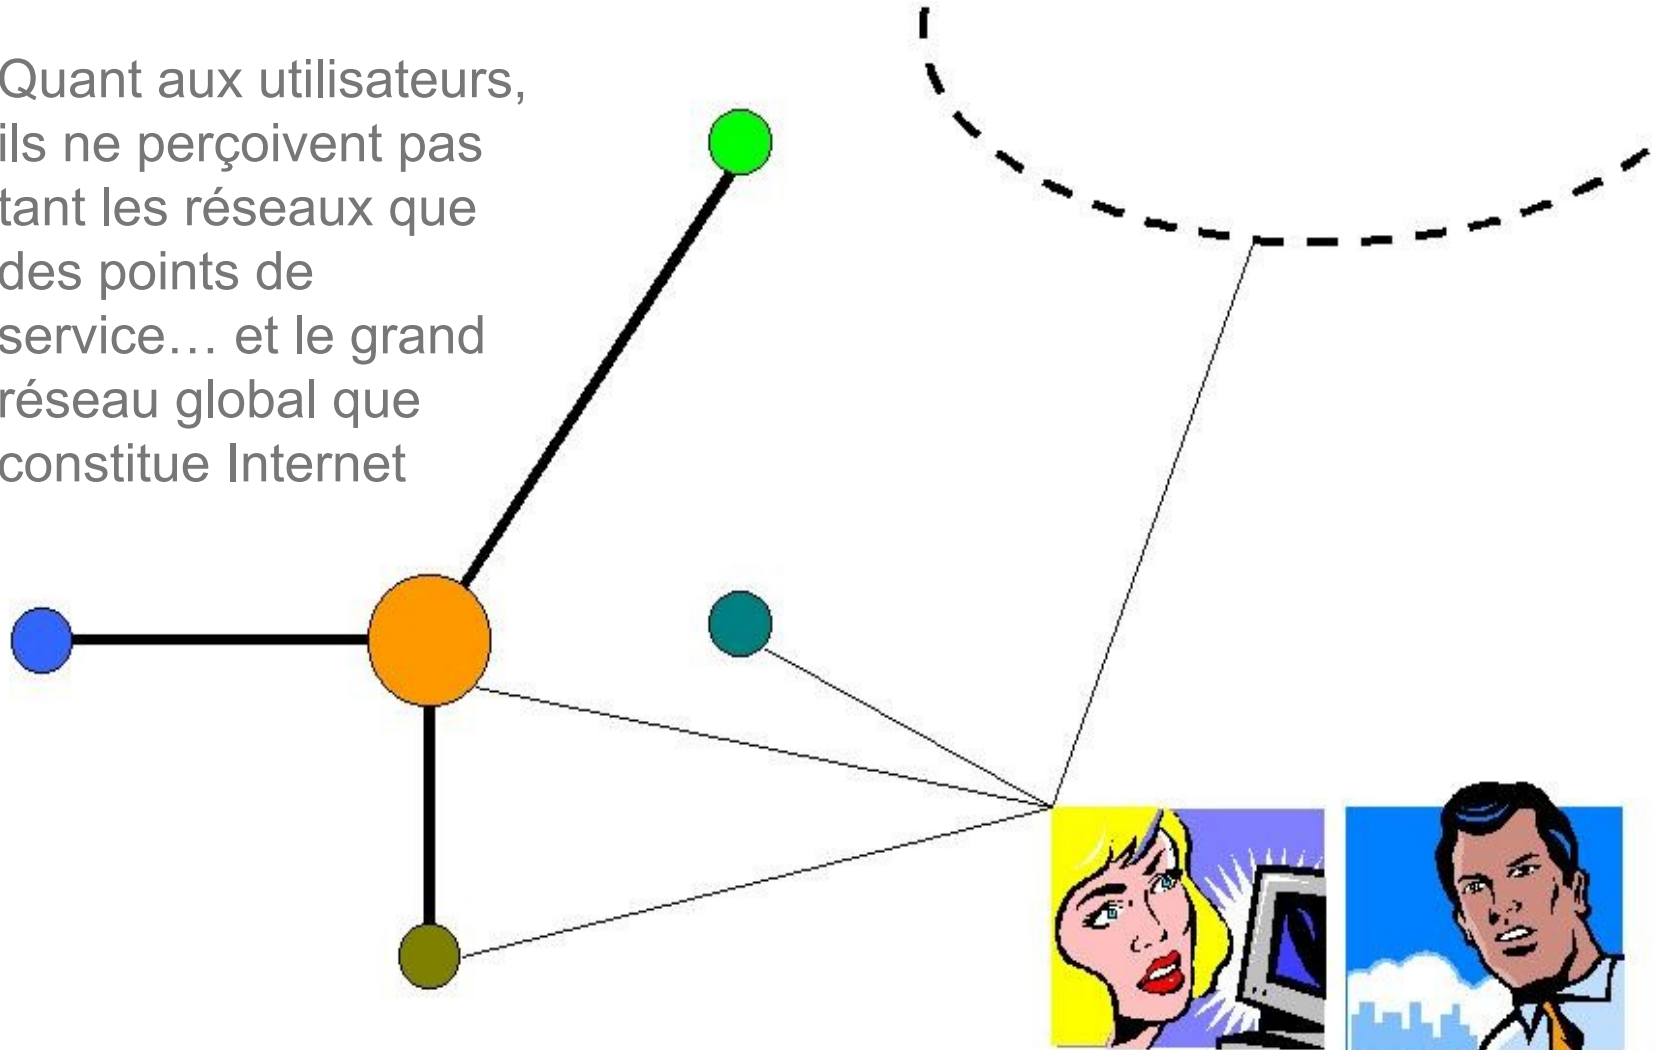 Quant aux utilisateurs,
ils ne perçoivent pas
tant les réseaux que
des points de
service… et le grand
réseau global que
constitue Internet